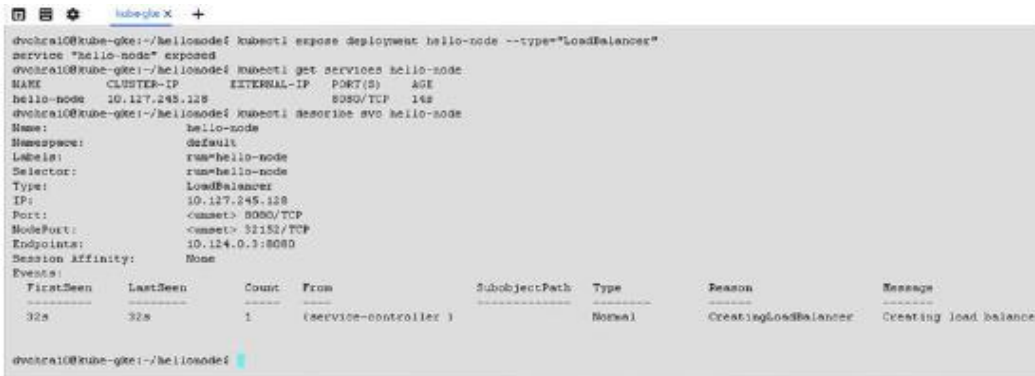 kube-gke x +
dvohra10@kube-gke:~/hellonode$ kubectl expose deployment hello-node --type="LoadBalancer"
service "hello-node" exposed
dvohra10@kube-gke:~/hellonode$ kubectl get services hello-node
NAME CLUSTER-IP EXTERNAL-IP PORT(S) AGE
hello-node 10.127.245.128 8080/TCP 14s
dvohra10@kube-gke:~/hellonode$ kubectl describe svc hello-node
Name: hello-node
Namespace: default
Labels: run=hello-node
Selector: run=hello-node
Type: LoadBalancer
IP: 10.127.245.128
Port: <unset> 8080/TCP
NodePort: <unset> 32152/TCP
Endpoints: 10.124.0.3:8080
Session Affinity: None
Events:
FirstSeen LastSeen Count From SubobjectPath Type Reason Message
--------- -------- ----- ---- ------------- -------- ------ -------
32s 32s 1 {service-controller } Normal CreatingLoadBalancer Creating load balance
dvohra10@kube-gke:~/hellonode$